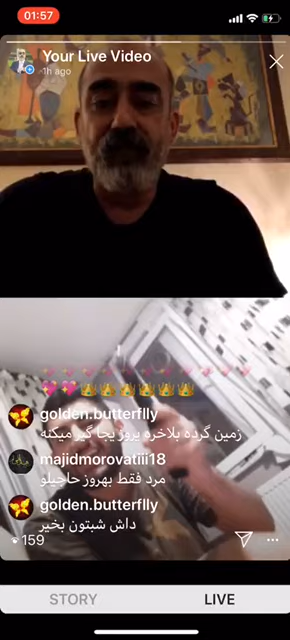 01:57
Your Live Video
1h ago
golden.butterflly
زمین گرده بلاخره یروز یجا گیر میکنه
majidmorovatiii18
مرد فقط بهروز حاجیلو
golden.butterflly
داش شبتون بخیر
159
STORY LIVE